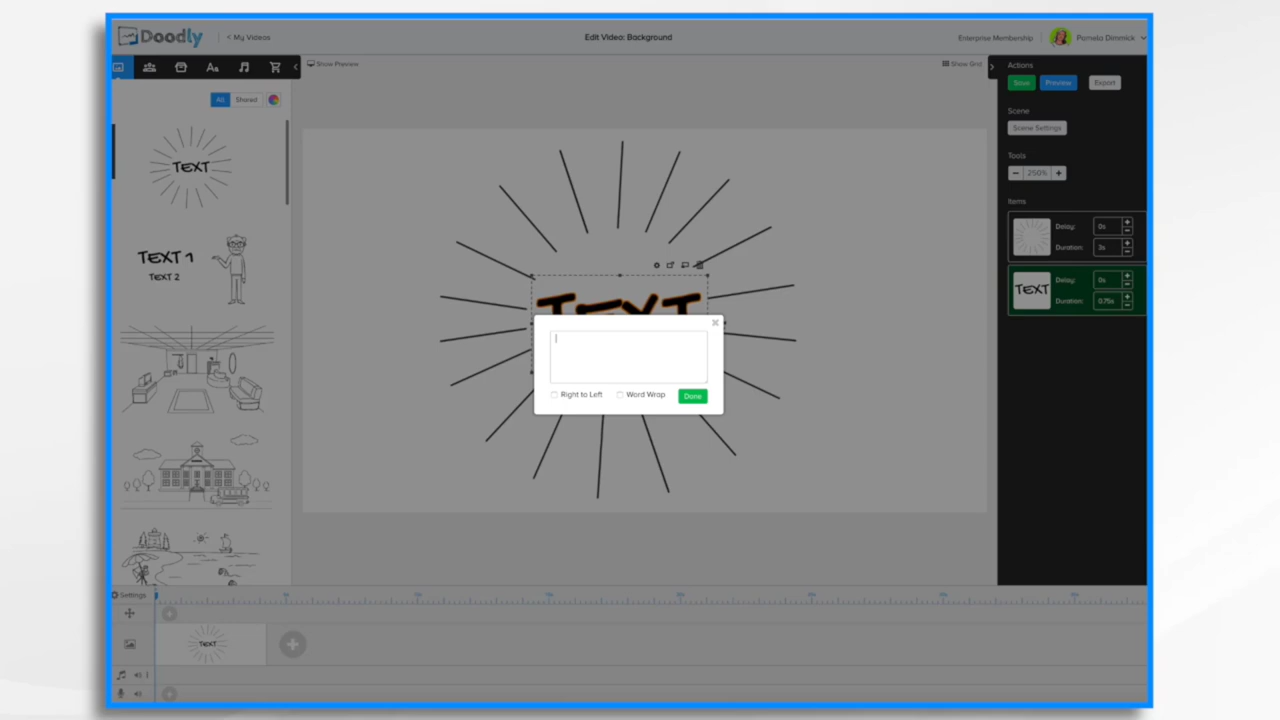 Doodly
< My Videos
Edit Video: Background
Enterprise Membership
Pamela Dimmick
Show Preview
Show Grid
Actions
Save
Preview
Export
Scene
Scene Settings
Tools
250%
Items
Delay: 0s
Duration: 3s
TEXT
Delay: 0s
Duration: 0.75s
All
Shared
TEXT
TEXT 1
TEXT 2
TEXT
Right to Left
Word Wrap
Done
Settings
TEXT